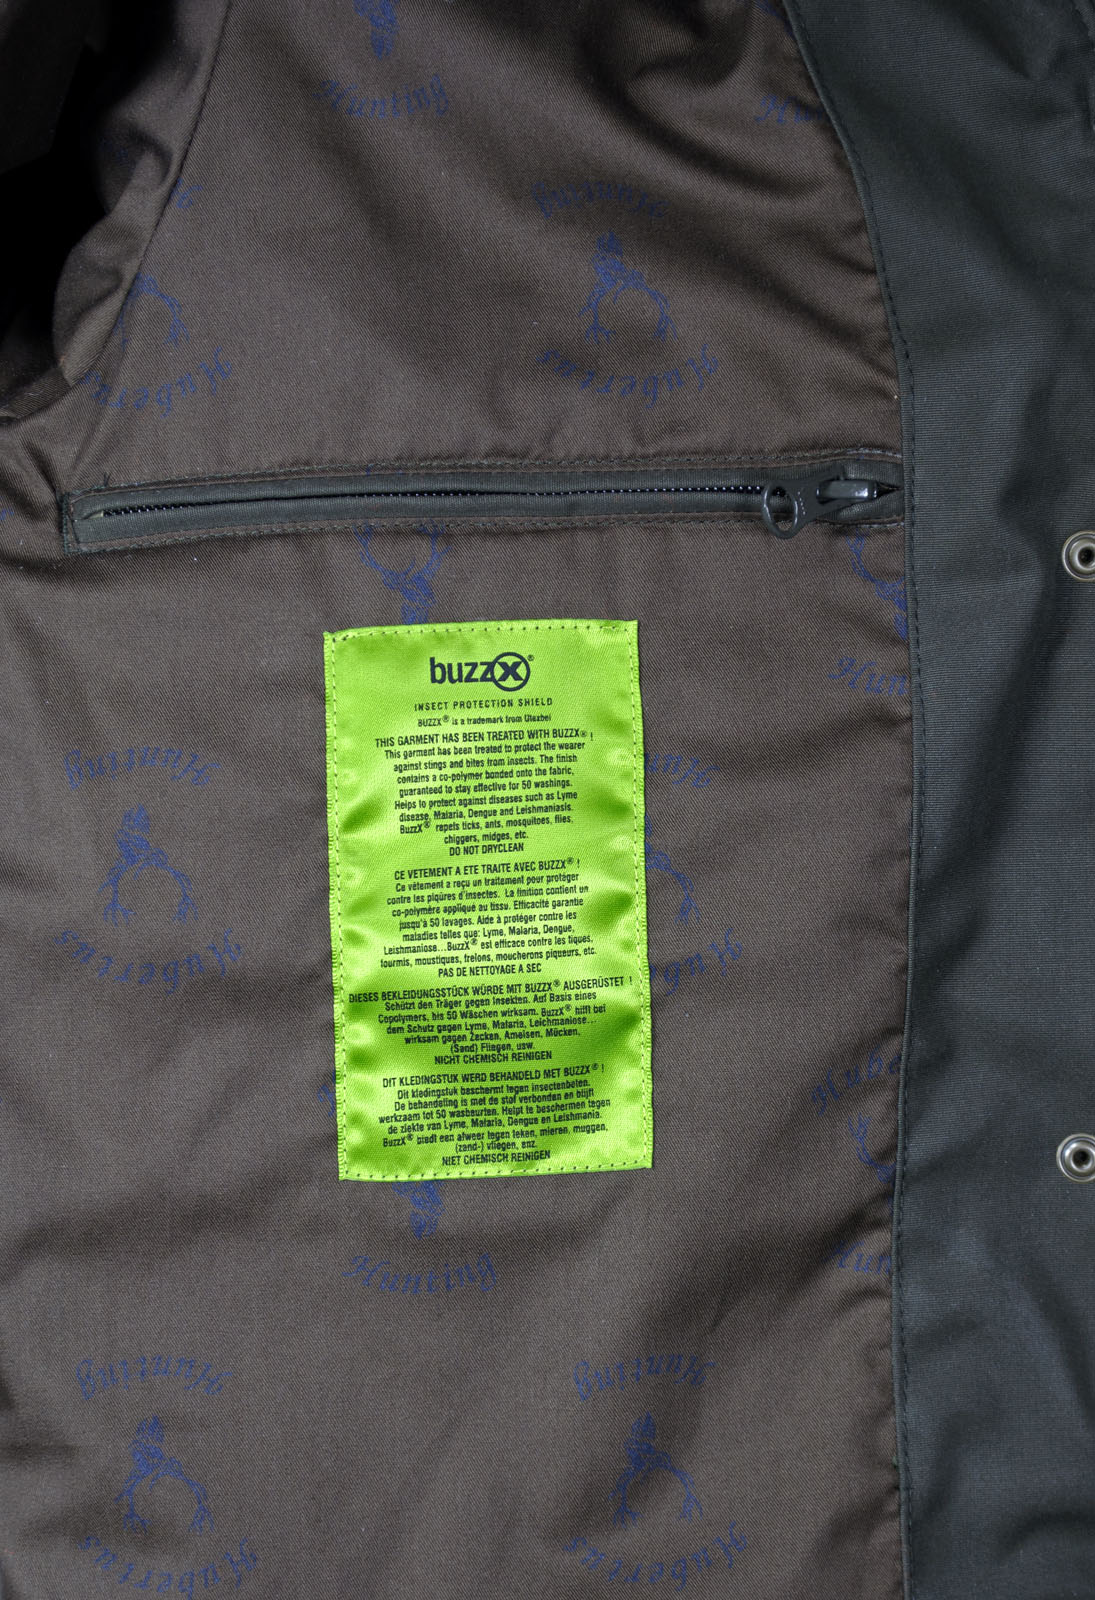 Hunting
Hun
Hunting
Hubertus
Hubertus
buzzX®
INSECT PROTECTION SHIELD
BUZZX® is a trademark from Utexbel
THIS GARMENT HAS BEEN TREATED WITH BUZZX® !
This garment has been treated to protect the wearer
against stings and bites from insects. The finish
contains a co-polymer bonded onto the fabric,
guaranteed to stay effective for 50 washings.
Helps to protect against diseases such as Lyme
disease, Malaria, Dengue and Leishmaniasis.
BuzzX® repels ticks, ants, mosquitoes, flies,
chiggers, midges, etc.
DO NOT DRYCLEAN
CE VETEMENT A ETE TRAITE AVEC BUZZX® !
Ce vêtement a reçu un traitement pour protéger
contre les piqûres d'insectes. La finition contient un
co-polymère appliqué au tissu. Efficacité garantie
jusqu'à 50 lavages. Aide à protéger contre les
maladies telles que: Lyme, Malaria, Dengue,
Leishmaniose...BuzzX® est efficace contre les tiques,
fourmis, moustiques, frelons, moucherons piqueurs, etc.
PAS DE NETTOYAGE A SEC
DIESES BEKLEIDUNGSSTÜCK WÜRDE MIT BUZZX® AUSGERÜSTET !
Schützt den Träger gegen Insekten. Auf Basis eines
Copolymers, bis 50 Wäschen wirksam. BuzzX® hilft bei
dem Schutz gegen Lyme, Malaria, Leichmaniose...
wirksam gegen Zecken, Ameisen, Mücken,
(Sand) Fliegen, usw.
NICHT CHEMISCH REINIGEN
DIT KLEDINGSTUK WERD BEHANDELD MET BUZZX® !
Dit kledingstuk beschermt tegen insectenbeten.
De behandeling is met de stof verbonden en blijft
werkzaam tot 50 wasbeurten. Helpt te beschermen tegen
de ziekte van Lyme, Malaria, Dengue en Leishmania.
BuzzX® biedt een afweer tegen teken, mieren, muggen,
(zand-) vliegen, enz.
NIET CHEMISCH REINIGEN
Hun
Hunting
Hun
Hubertus
us
Hube
Hunting
Hun
Hunting
Hunting
Hubertus
Hubertus